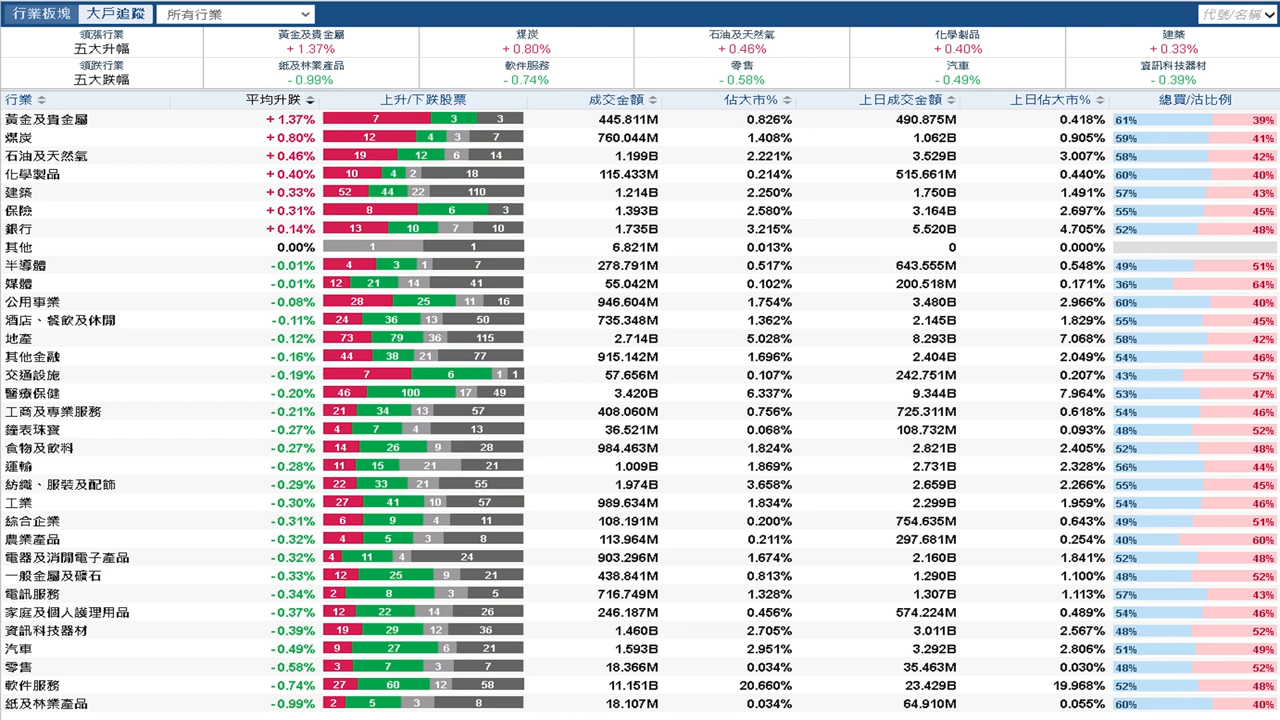 行業板塊 大戶追蹤 所有行業 代號/名稱
領漲行業 黃金及貴金屬 煤炭 石油及天然氣 化學製品 建築
五大升幅 + 1.37% + 0.80% + 0.46% + 0.40% + 0.33%
領跌行業 紙及林業產品 軟件服務 零售 汽車 資訊科技器材
五大跌幅 - 0.99% - 0.74% - 0.58% - 0.49% - 0.39%
行業 平均升跌 上升/下跌股票 成交金額 佔大市% 上日成交金額 上日佔大市% 總買/沽比例
黃金及貴金屬 + 1.37% 7 3 3 445.811M 0.826% 490.875M 0.418% 61% 39%
煤炭 + 0.80% 12 4 3 7 760.044M 1.408% 1.062B 0.905% 59% 41%
石油及天然氣 + 0.46% 19 12 6 14 1.199B 2.221% 3.529B 3.007% 58% 42%
化學製品 + 0.40% 10 4 2 18 115.433M 0.214% 515.661M 0.440% 60% 40%
建築 + 0.33% 52 44 22 110 1.214B 2.250% 1.750B 1.491% 57% 43%
保險 + 0.31% 8 6 3 1.393B 2.580% 3.164B 2.697% 55% 45%
銀行 + 0.14% 13 10 7 10 1.735B 3.215% 5.520B 4.705% 52% 48%
其他 0.00% 1 1 6.821M 0.013% 0 0.000%
半導體 - 0.01% 4 3 1 7 278.791M 0.517% 643.555M 0.548% 49% 51%
媒體 - 0.01% 12 21 14 41 55.042M 0.102% 200.518M 0.171% 36% 64%
公用事業 - 0.08% 28 25 11 16 946.604M 1.754% 3.480B 2.966% 60% 40%
酒店、餐飲及休閒 - 0.11% 24 36 13 50 735.348M 1.362% 2.145B 1.829% 55% 45%
地產 - 0.12% 73 79 36 115 2.714B 5.028% 8.293B 7.068% 58% 42%
其他金融 - 0.16% 44 38 21 77 915.142M 1.696% 2.404B 2.049% 54% 46%
交通設施 - 0.19% 7 6 1 1 57.656M 0.107% 242.751M 0.207% 43% 57%
醫療保健 - 0.20% 46 100 17 49 3.420B 6.337% 9.344B 7.964% 53% 47%
工商及專業服務 - 0.21% 21 34 13 57 408.060M 0.756% 725.311M 0.618% 54% 46%
鐘表珠寶 - 0.27% 4 7 4 13 36.521M 0.068% 108.732M 0.093% 48% 52%
食物及飲料 - 0.27% 14 26 9 28 984.463M 1.824% 2.821B 2.405% 52% 48%
運輸 - 0.28% 11 15 21 21 1.009B 1.869% 2.731B 2.328% 56% 44%
紡織、服裝及配飾 - 0.29% 22 33 21 55 1.974B 3.658% 2.659B 2.266% 55% 45%
工業 - 0.30% 27 41 10 57 989.634M 1.834% 2.299B 1.959% 54% 46%
綜合企業 - 0.31% 6 9 4 11 108.191M 0.200% 754.635M 0.643% 49% 51%
農業產品 - 0.32% 4 5 3 8 113.964M 0.211% 297.681M 0.254% 40% 60%
電器及消閒電子產品 - 0.32% 4 11 4 24 903.296M 1.674% 2.160B 1.841% 52% 48%
一般金屬及礦石 - 0.33% 12 25 9 21 438.841M 0.813% 1.290B 1.100% 48% 52%
電訊服務 - 0.34% 2 8 3 5 716.749M 1.328% 1.307B 1.113% 57% 43%
家庭及個人護理用品 - 0.37% 12 22 14 26 246.187M 0.456% 574.224M 0.489% 54% 46%
資訊科技器材 - 0.39% 19 29 12 36 1.460B 2.705% 3.011B 2.567% 48% 52%
汽車 - 0.49% 9 27 6 21 1.593B 2.951% 3.292B 2.806% 51% 49%
零售 - 0.58% 3 7 3 7 18.366M 0.034% 35.463M 0.030% 48% 52%
軟件服務 - 0.74% 27 60 12 58 11.151B 20.660% 23.429B 19.968% 52% 48%
紙及林業產品 - 0.99% 2 5 3 8 18.107M 0.034% 64.910M 0.055% 60% 40%